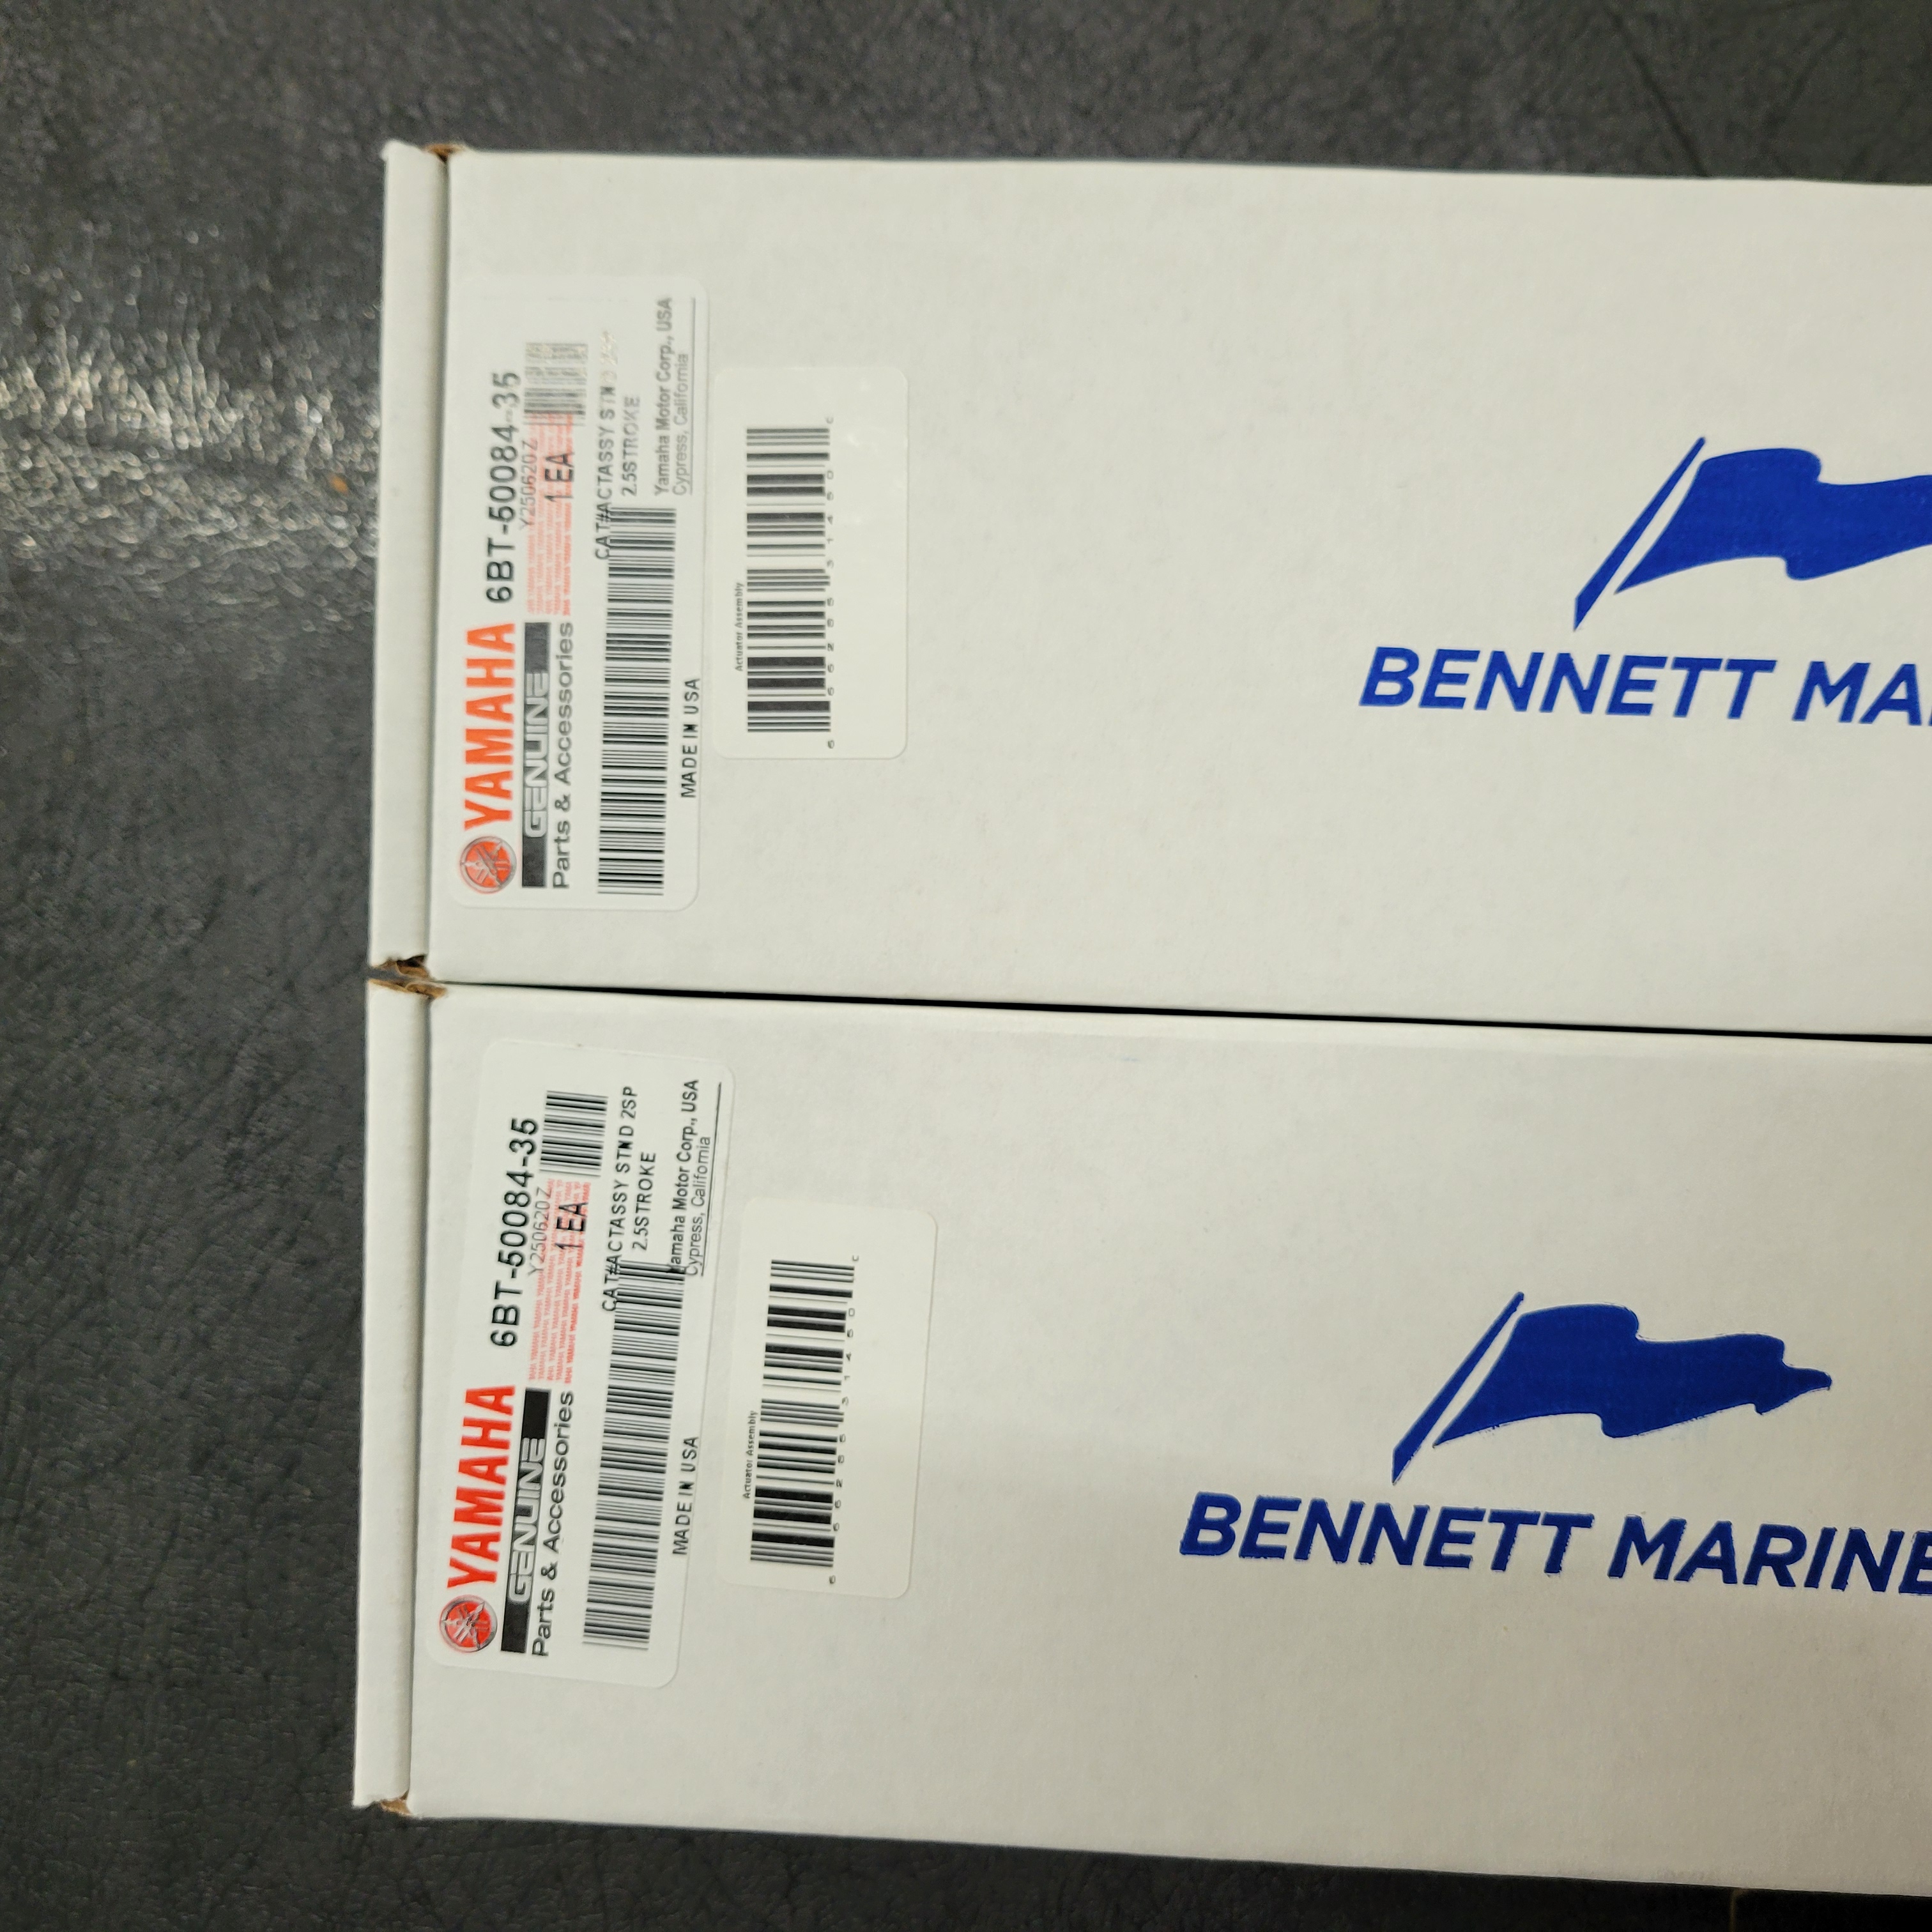 YAMAHA
6BT-50084-35
GENUINE
Y250620Z
Parts & Accessories
1 EA
CAT#ACTASSY STND
2.5STROKE
Yamaha Motor Corp., USA
Cypress, California
MADE IN USA
Actuator Assembly
BENNETT MA
YAMAHA
6BT-50084-35
GENUINE
Y250620Z
Parts & Accessories
1 EA
CAT#ACTASSY STND 2SP
2.5STROKE
Yamaha Motor Corp., USA
Cypress, California
MADE IN USA
Actuator Assembly
BENNETT MARINE